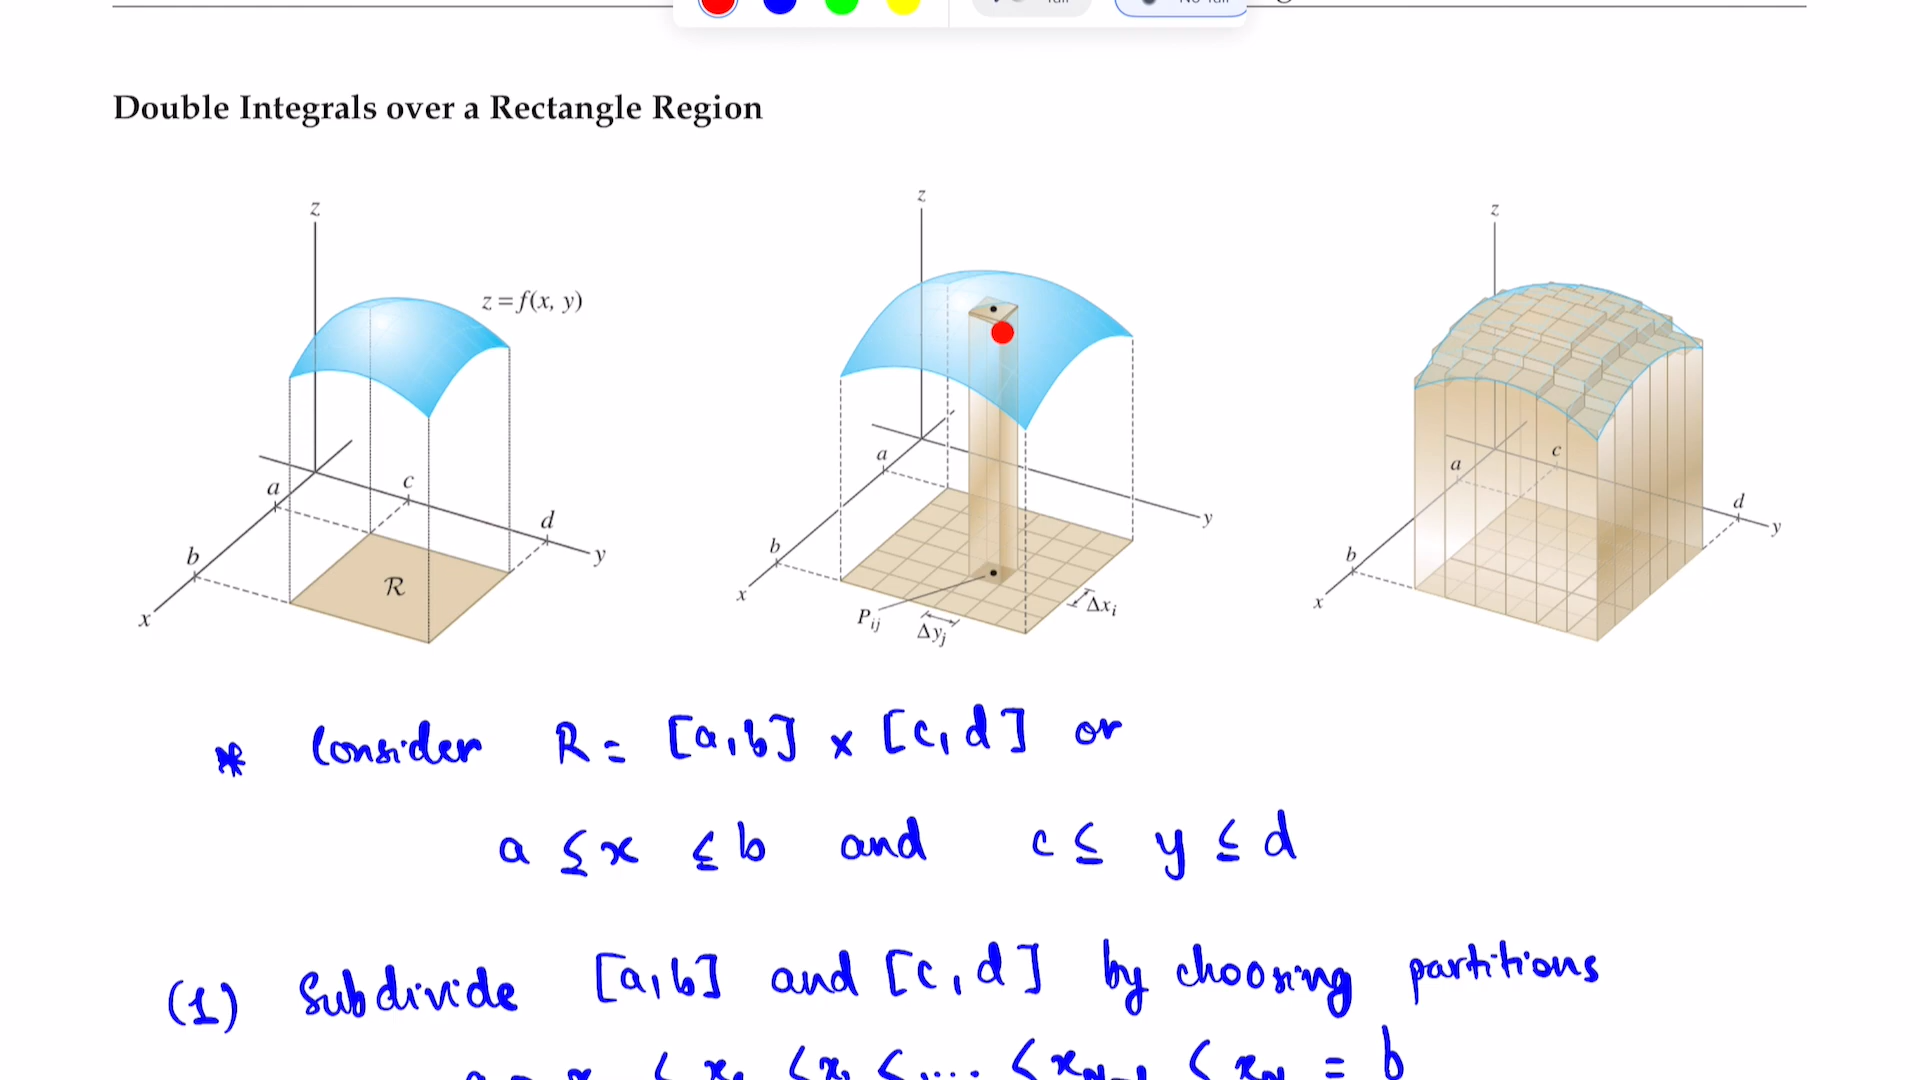 Double Integrals over a Rectangle Region
z
z = f(x, y)
a
c
b
d
y
x
R
z
a
y
b
x
P_ij
Δy_j
Δx_i
z
c
a
d
y
b
x
* Consider R = [a,b] × [c,d] or
a ≤ x ≤ b and c ≤ y ≤ d
(1) Subdivide [a,b] and [c,d] by choosing partitions